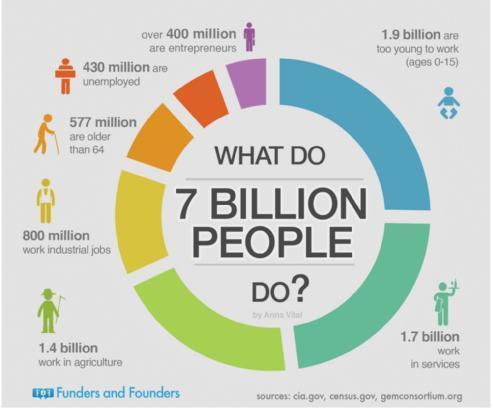 over 400 million
are entrepreneurs
1.9 billion are
too young to work
(ages 0-15)
430 million are
unemployed
577 million
are older
than 64
WHAT DO
7 BILLION
PEOPLE
DO?
by Anna Vital
800 million
work industrial jobs
1.7 billion
work
in services
1.4 billion
work in agriculture
Funders and Founders
sources: cia.gov, census.gov, gemconsortium.org